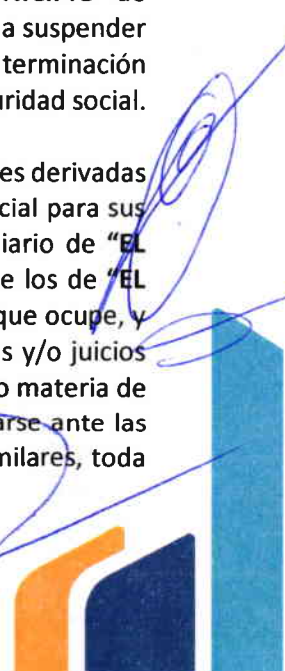 a suspender
terminación
uridad social.
es derivadas
cial para sus
iario de "EL
e los de "EL
que ocupe, y
s y/o juicios
o materia de
arse ante las
milares, toda